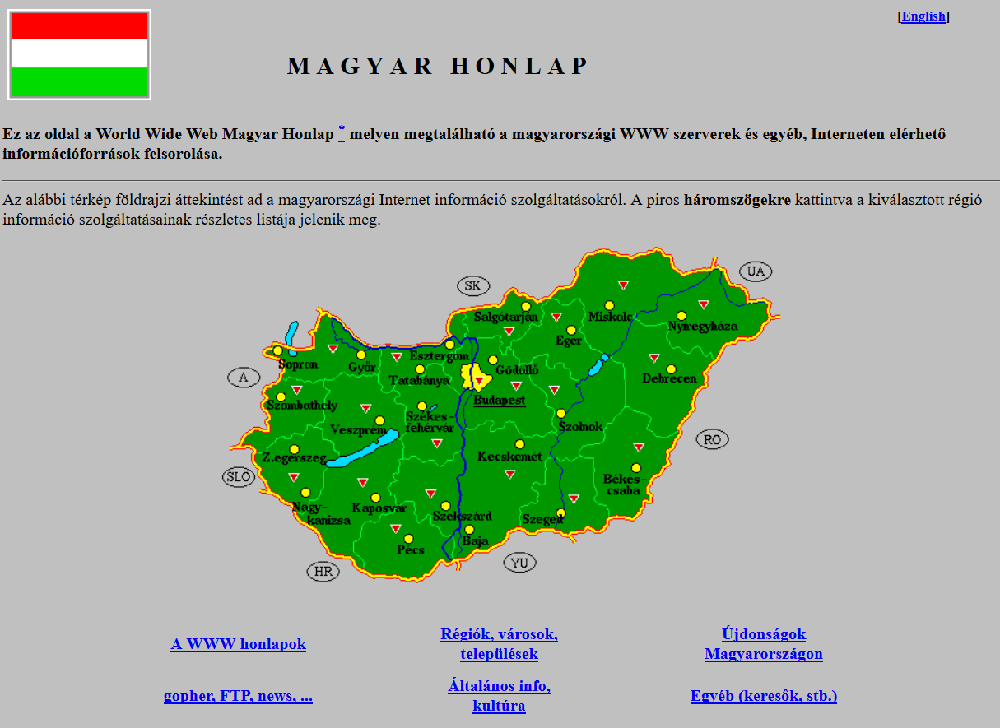 [English]
MAGYAR HONLAP
Ez az oldal a World Wide Web Magyar Honlap * melyen megtalálható a magyarországi WWW szerverek és egyéb, Interneten elérhetô
információforrások felsorolása.
Az alábbi térkép földrajzi áttekintést ad a magyarországi Internet információ szolgáltatásokról. A piros háromszögekre kattintva a kiválasztott régió
információ szolgáltatásainak részletes listája jelenik meg.
UA
SK
Salgótarján
Miskolc
Nyíregyháza
Eger
Sopron
Győr
Esztergom
Gödöllő
A
Tatabánya
Debrecen
Szombathely
Budapest
Veszprém
Székes-
fehérvár
Szolnok
RO
Z.egerszeg
Kecskemét
SLO
Békés-
csaba
Nagy-
kanizsa
Kaposvár
Szekszárd
Szeged
Pécs
Baja
HR
YU
A WWW honlapok
Régiók, városok,
települések
Újdonságok
Magyarországon
gopher, FTP, news, ...
Általános info,
kultúra
Egyéb (keresôk, stb.)